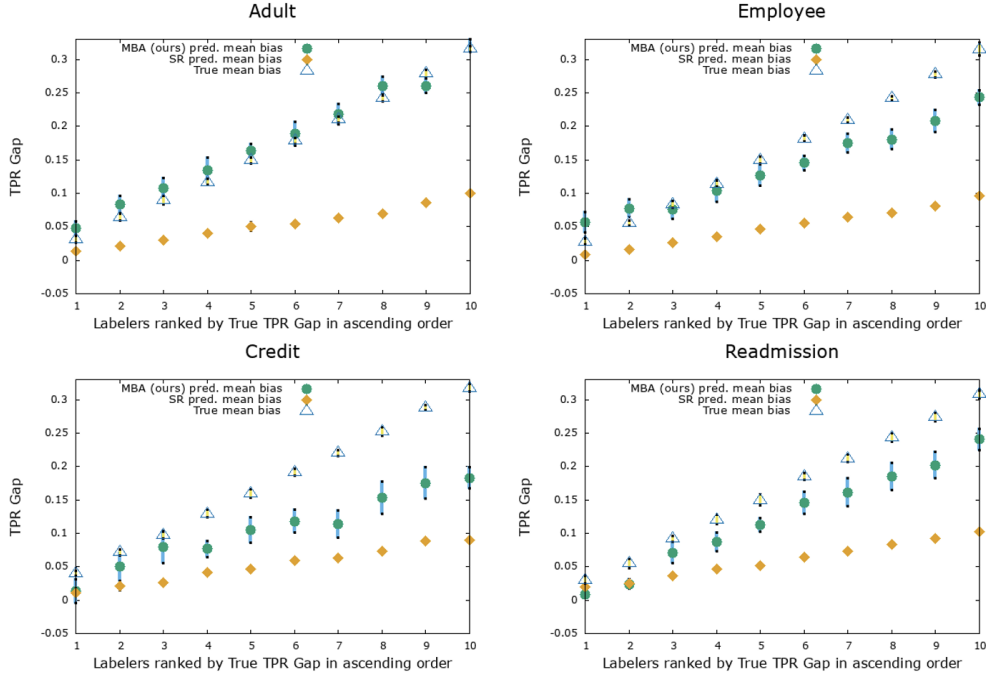 Adult
MBA (ours) pred. mean bias
SR pred. mean bias
True mean bias
TPR Gap
0.3
0.25
0.2
0.15
0.1
0.05
0
-0.05
1 2 3 4 5 6 7 8 9 10
Labelers ranked by True TPR Gap in ascending order
Employee
MBA (ours) pred. mean bias
SR pred. mean bias
True mean bias
TPR Gap
0.3
0.25
0.2
0.15
0.1
0.05
0
-0.05
1 2 3 4 5 6 7 8 9 10
Labelers ranked by True TPR Gap in ascending order
Credit
MBA (ours) pred. mean bias
SR pred. mean bias
True mean bias
TPR Gap
0.3
0.25
0.2
0.15
0.1
0.05
0
-0.05
1 2 3 4 5 6 7 8 9 10
Labelers ranked by True TPR Gap in ascending order
Readmission
MBA (ours) pred. mean bias
SR pred. mean bias
True mean bias
TPR Gap
0.3
0.25
0.2
0.15
0.1
0.05
0
-0.05
1 2 3 4 5 6 7 8 9 10
Labelers ranked by True TPR Gap in ascending order